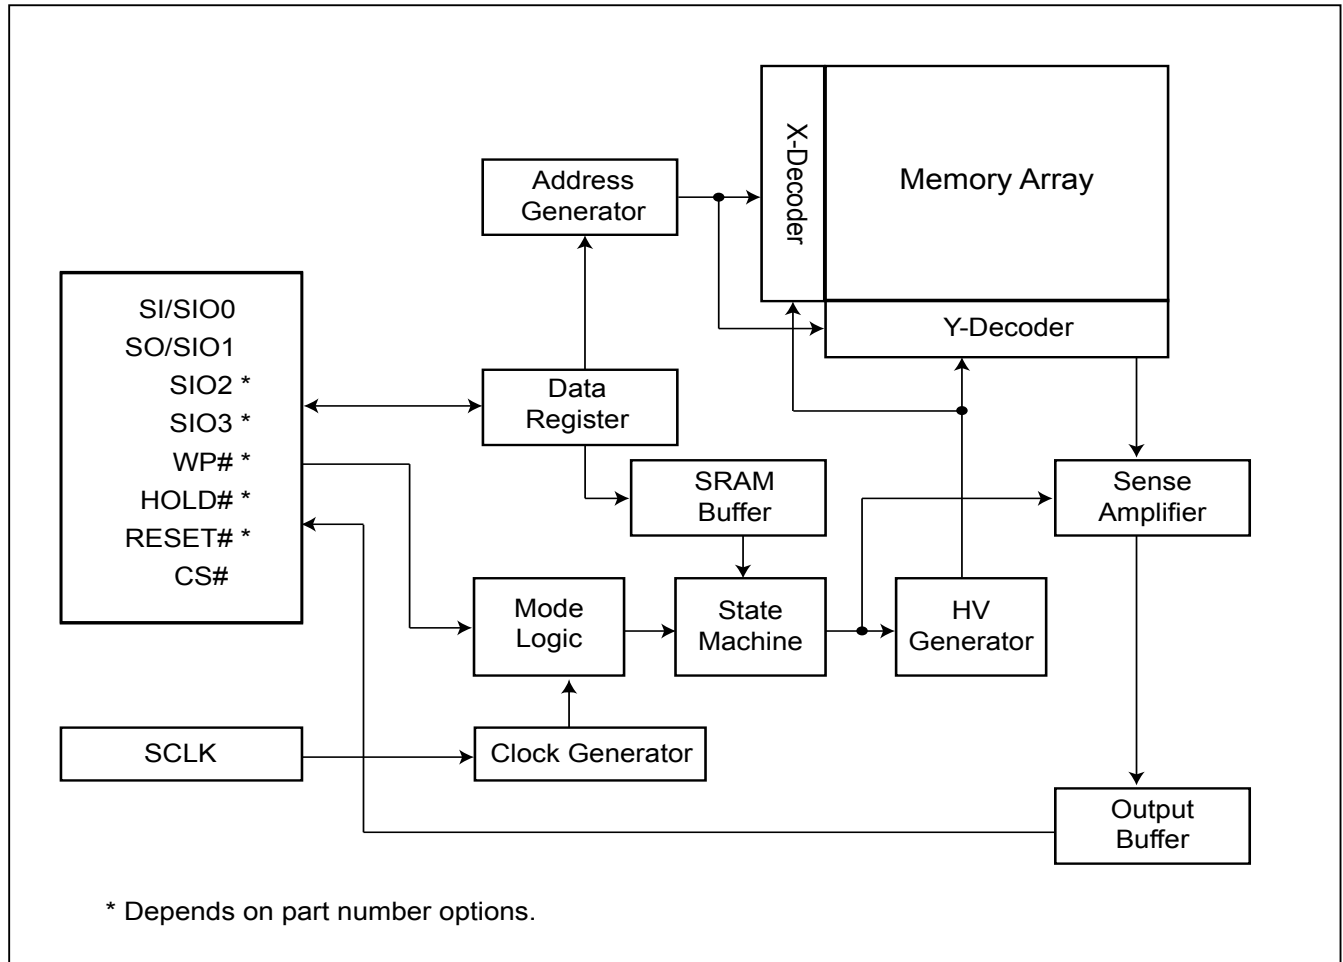 X-Decoder
Memory Array
Address
Generator
Y-Decoder
SI/SIO0
SO/SIO1
SIO2 *
SIO3 *
WP# *
HOLD# *
RESET# *
CS#
Data
Register
SRAM
Buffer
Sense
Amplifier
Mode
Logic
State
Machine
HV
Generator
SCLK
Clock Generator
Output
Buffer
* Depends on part number options.